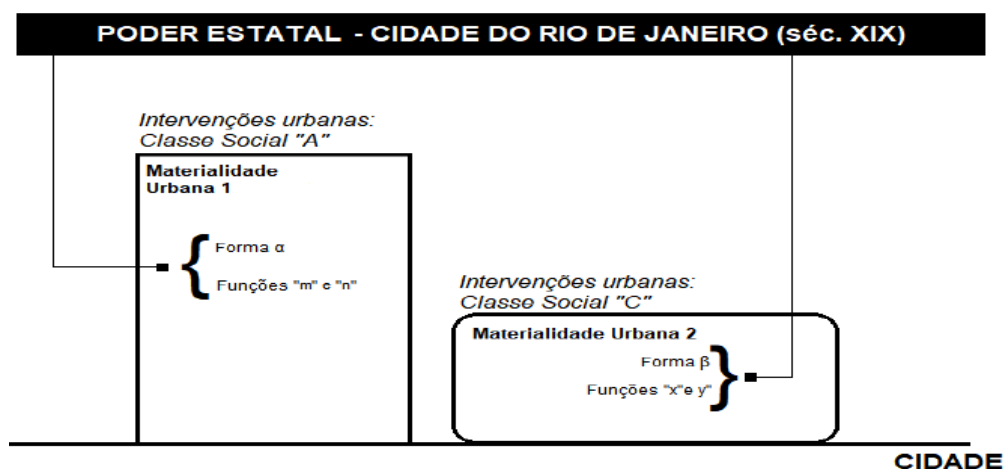 PODER ESTATAL - CIDADE DO RIO DE JANEIRO (séc. XIX)
Intervenções urbanas:
Classe Social "A"
Materialidade
Urbana 1
Forma α
Funções "m" e "n"
Intervenções urbanas:
Classe Social "C"
Materialidade Urbana 2
Forma β
Funções "x"e y"
CIDADE